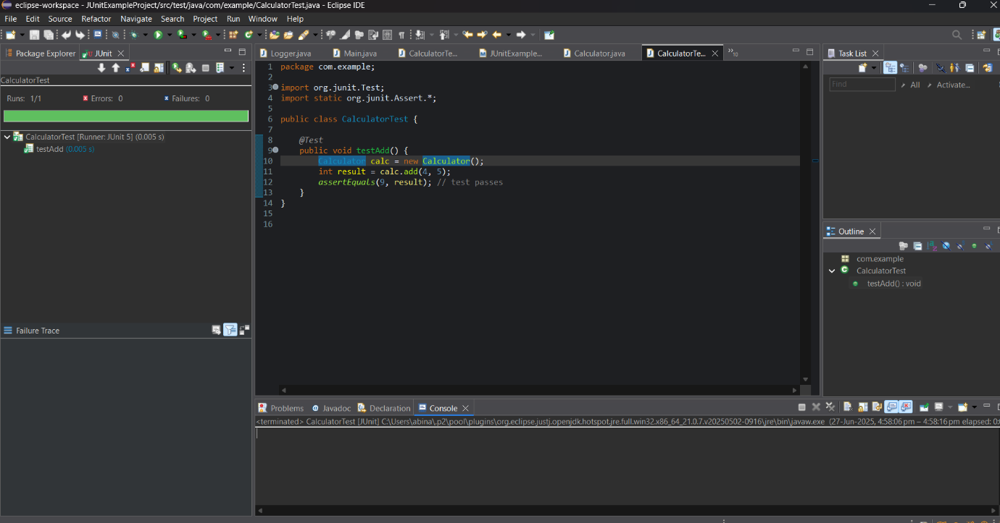 eclipse-workspace - JUnitExampleProject/src/test/java/com/example/CalculatorTest.java - Eclipse IDE
File Edit Source Refactor Navigate Search Project Run Window Help
Package Explorer JUnit
CalculatorTest
Runs: 1/1 Errors: 0 Failures: 0
CalculatorTest [Runner: JUnit 5] (0.005 s)
testAdd (0.005 s)
Failure Trace
Logger.java Main.java CalculatorTe... JUnitExample... Calculator.java CalculatorTe... »10
1 package com.example;
2
3 import org.junit.Test;
4 import static org.junit.Assert.*;
5
6 public class CalculatorTest {
7
8 @Test
9 public void testAdd() {
10 Calculator calc = new Calculator();
11 int result = calc.add(4, 5);
12 assertEquals(9, result); // test passes
13 }
14 }
15
16
Problems Javadoc Declaration Console
<terminated> CalculatorTest [JUnit] C:\Users\abina\.p2\pool\plugins\org.eclipse.justj.openjdk.hotspot.jre.full.win32.x86_64_21.0.7.v20250502-0916\jre\bin\javaw.exe (27-Jun-2025, 4:58:06 pm – 4:58:16 pm elapsed: 0:
Task List
Find All Activate...
Outline
com.example
CalculatorTest
testAdd() : void